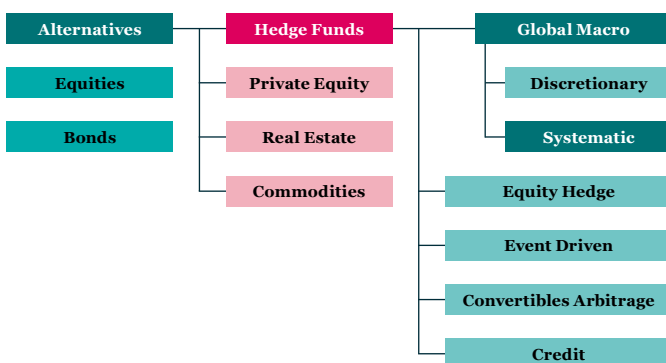 Alternatives
Hedge Funds
Global Macro
Equities
Private Equity
Discretionary
Bonds
Real Estate
Systematic
Commodities
Equity Hedge
Event Driven
Convertibles Arbitrage
Credit